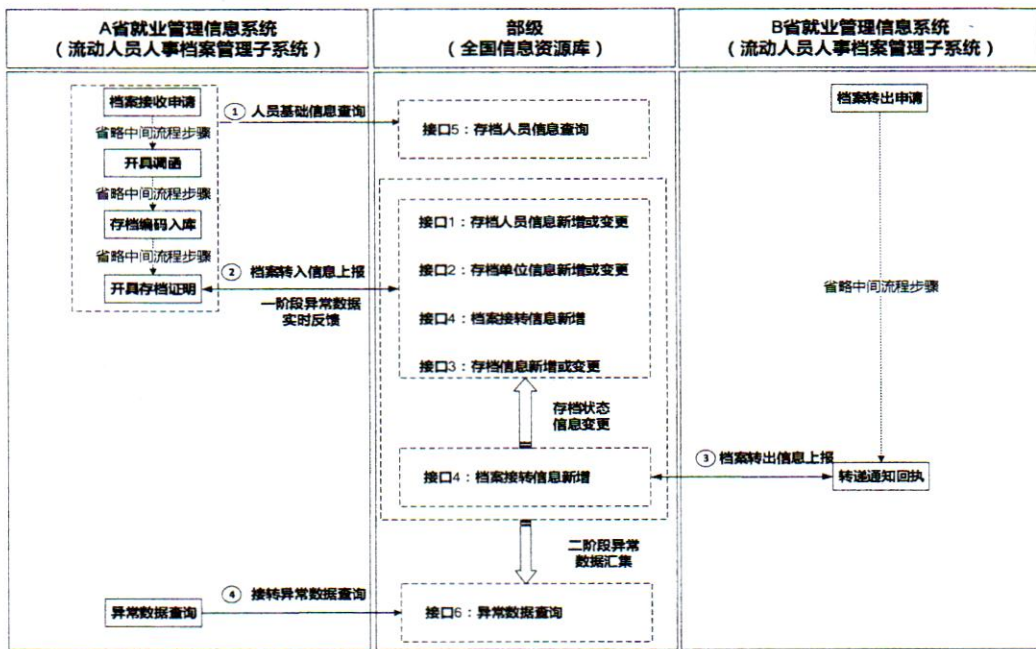 A省就业管理信息系统
（流动人员人事档案管理子系统）
部级
（全国信息资源库）
B省就业管理信息系统
（流动人员人事档案管理子系统）
档案接收申请
省略中间流程步骤
开具调函
省略中间流程步骤
存档编码入库
省略中间流程步骤
开具存档证明
① 人员基础信息查询
接口5：存档人员信息查询
② 档案转入信息上报
一阶段异常数据
实时反馈
接口1：存档人员信息新增或变更
接口2：存档单位信息新增或变更
接口4：档案接转信息新增
接口3：存档信息新增或变更
存档状态
信息变更
接口4：档案接转信息新增
档案转出申请
省略中间流程步骤
③ 档案转出信息上报
转递通知回执
二阶段异常
数据汇集
异常数据查询
④ 接转异常数据查询
接口6：异常数据查询